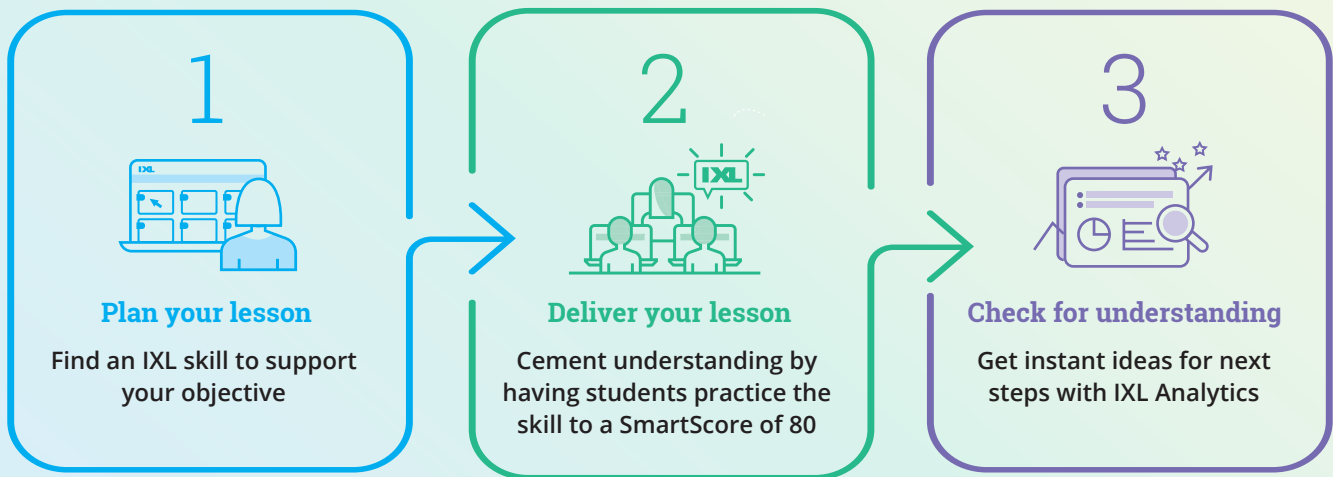 1
IXL
Plan your lesson
Find an IXL skill to support
your objective
2
IXL
Deliver your lesson
Cement understanding by
having students practice the
skill to a SmartScore of 80
3
Check for understanding
Get instant ideas for next
steps with IXL Analytics